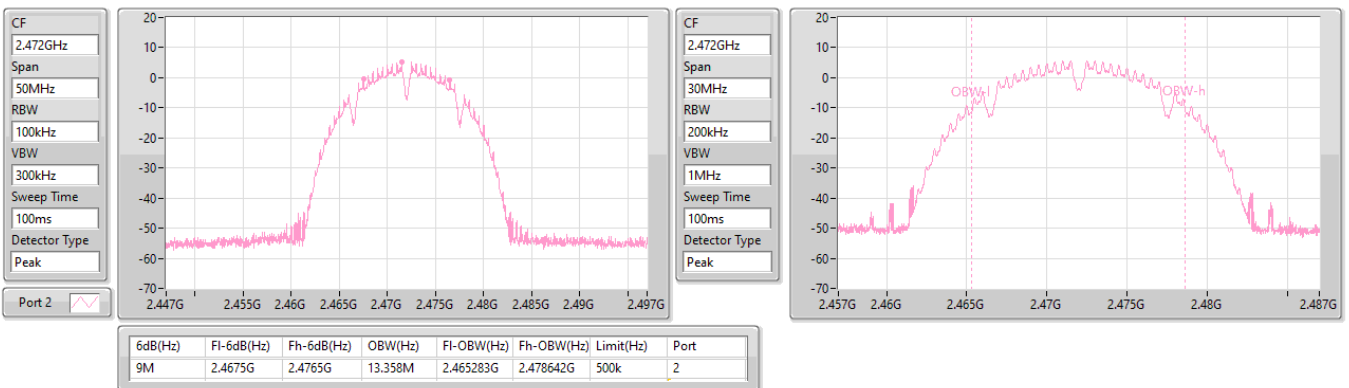 CF
2.472GHz
Span
50MHz
RBW
100kHz
VBW
300kHz
Sweep Time
100ms
Detector Type
Peak
Port 2
20
10
0
-10
-20
-30
-40
-50
-60
-70
2.447G 2.455G 2.46G 2.465G 2.47G 2.475G 2.48G 2.485G 2.49G 2.497G
CF
2.472GHz
Span
30MHz
RBW
200kHz
VBW
1MHz
Sweep Time
100ms
Detector Type
Peak
20
10
0
-10
-20
-30
-40
-50
-60
-70
OBW-l OBW-h
2.457G 2.46G 2.465G 2.47G 2.475G 2.48G 2.487G
6dB(Hz) Fl-6dB(Hz) Fh-6dB(Hz) OBW(Hz) Fl-OBW(Hz) Fh-OBW(Hz) Limit(Hz) Port
9M 2.4675G 2.4765G 13.358M 2.465283G 2.478642G 500k 2